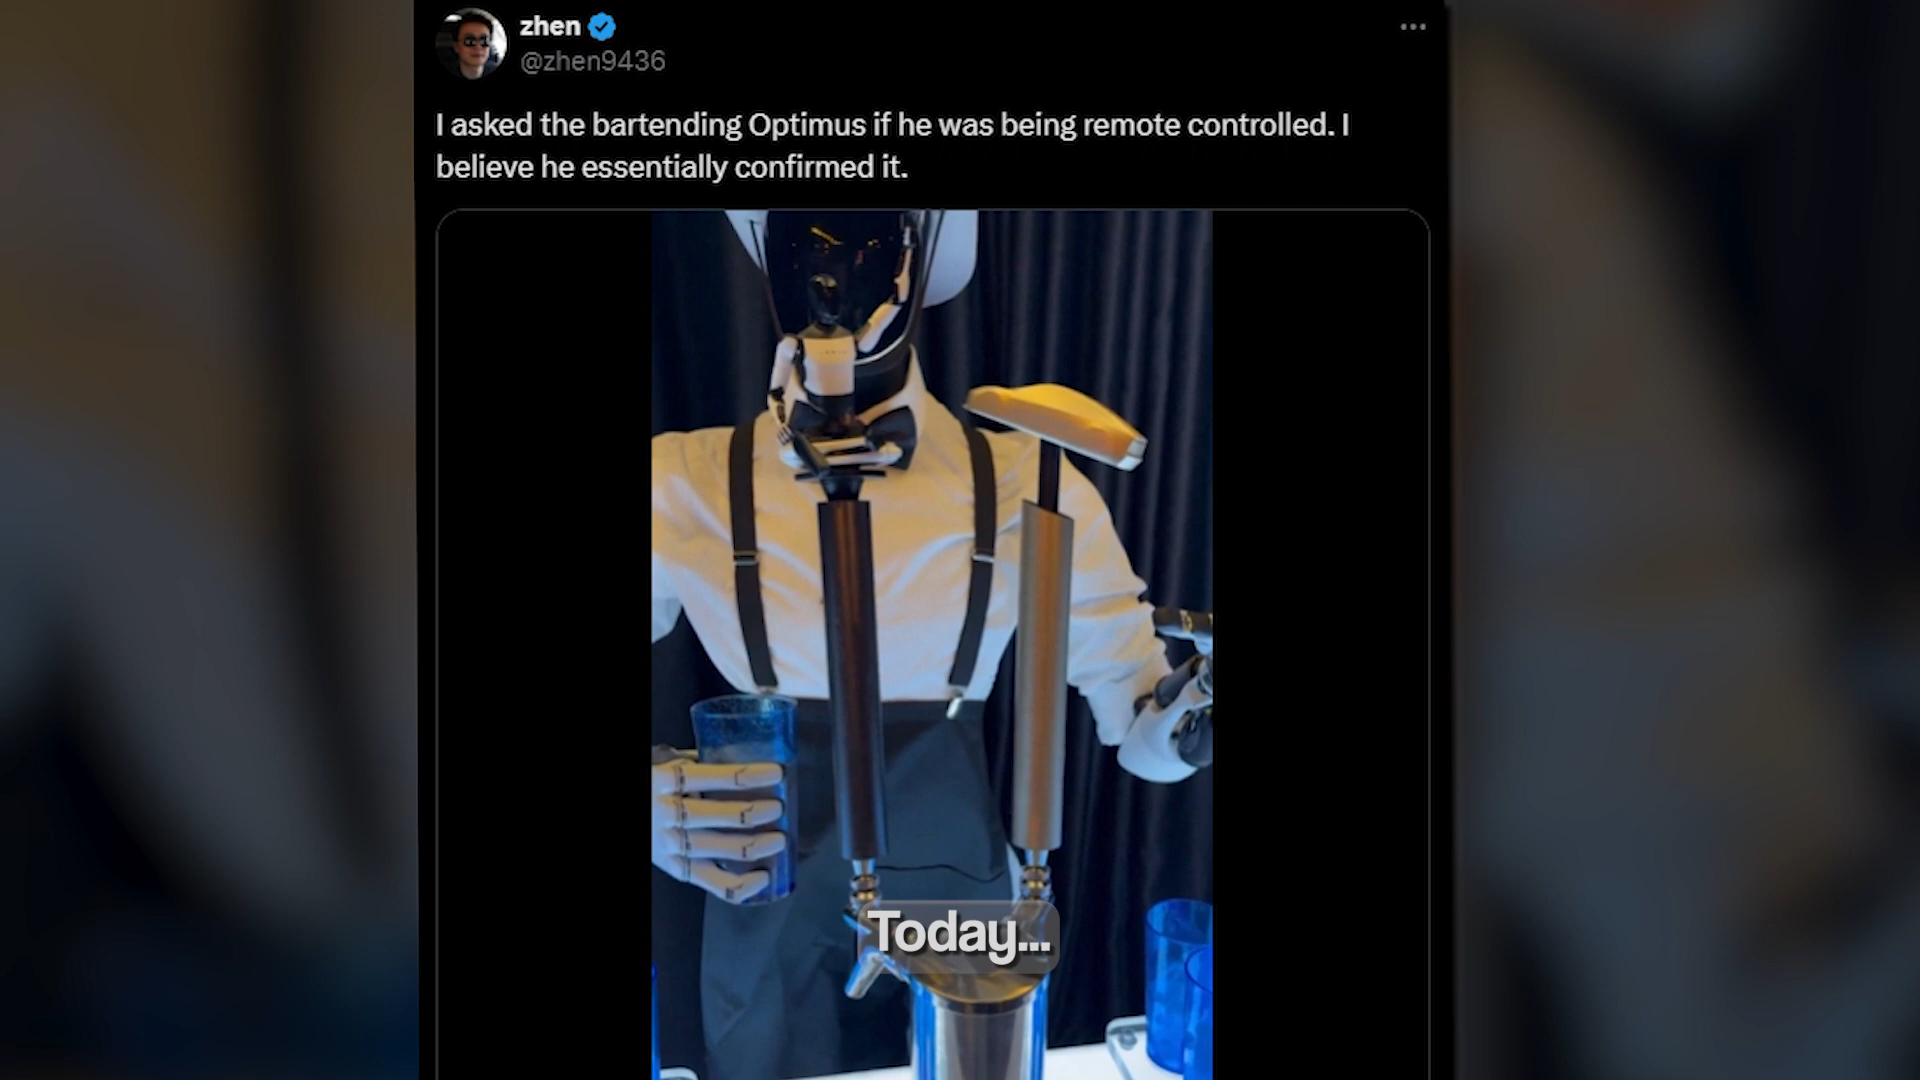 zhen
@zhen9436
I asked the bartending Optimus if he was being remote controlled. I
believe he essentially confirmed it.
Today...